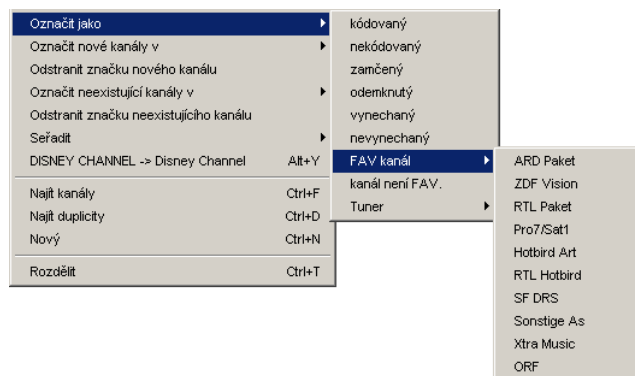 Označit jako
Označit nové kanály v
Odstranit značku nového kanálu
Označit neexistující kanály v
Odstranit značku neexistujícího kanálu
Seřadit
DISNEY CHANNEL -> Disney Channel Alt+Y
Najít kanály Ctrl+F
Najít duplicity Ctrl+D
Nový Ctrl+N
Rozdělit Ctrl+T
kódovaný
nekódovaný
zamčený
odemknutý
vynechaný
nevynechaný
FAV kanál
kanál není FAV.
Tuner
ARD Paket
ZDF Vision
RTL Paket
Pro7/Sat1
Hotbird Art
RTL Hotbird
SF DRS
Sonstige As
Xtra Music
ORF